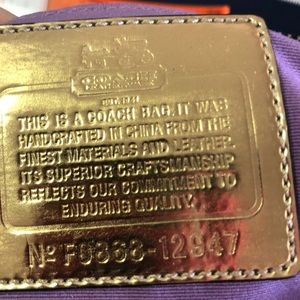 COACH
EST. 1941
THIS IS A COACH BAG. IT WAS
HANDCRAFTED IN CHINA FROM THE
FINEST MATERIALS AND LEATHER.
ITS SUPERIOR CRAFTSMANSHIP
REFLECTS OUR COMMITMENT TO
ENDURING QUALITY.
Nº F0868-12947